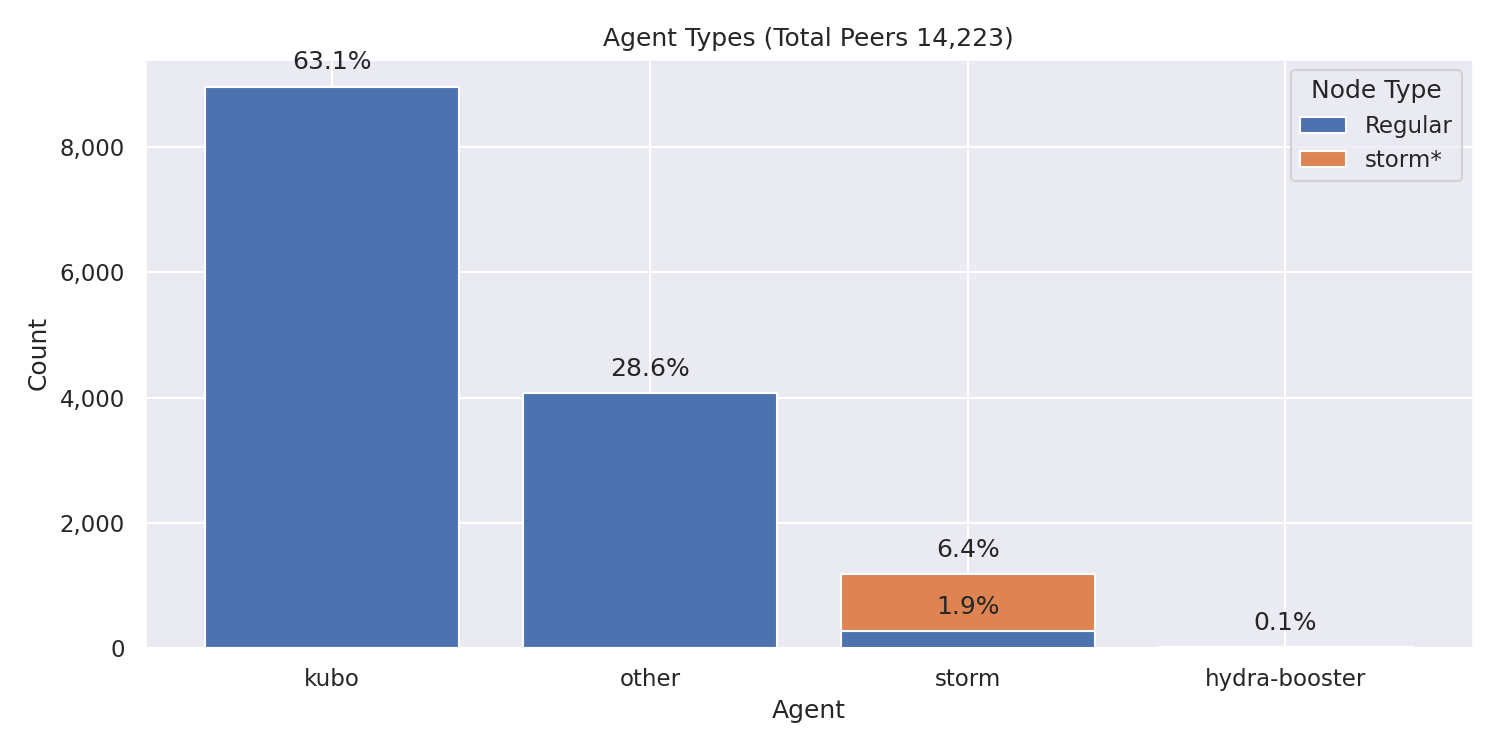 Agent Types (Total Peers 14,223)
63.1%
Node Type
Regular
storm*
8,000
6,000
28.6%
4,000
2,000
6.4%
1.9%
0.1%
0
kubo
other
storm
hydra-booster
Agent
Count